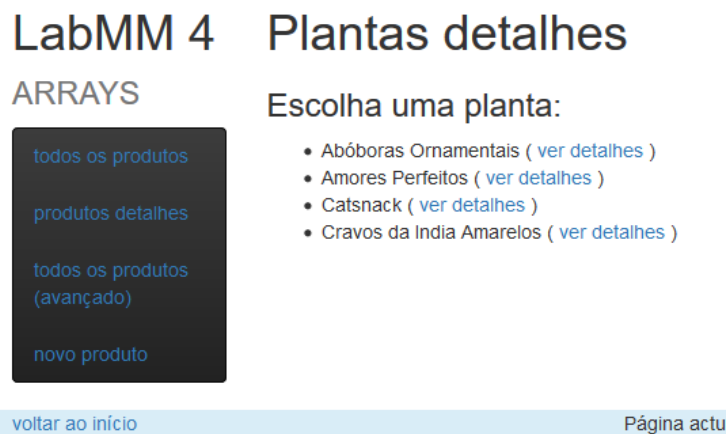 LabMM 4
ARRAYS
todos os produtos
produtos detalhes
todos os produtos
(avançado)
novo produto
Plantas detalhes
Escolha uma planta:
• Abóboras Ornamentais ( ver detalhes )
• Amores Perfeitos ( ver detalhes )
• Catsnack ( ver detalhes )
• Cravos da India Amarelos ( ver detalhes )
voltar ao início
Página actu